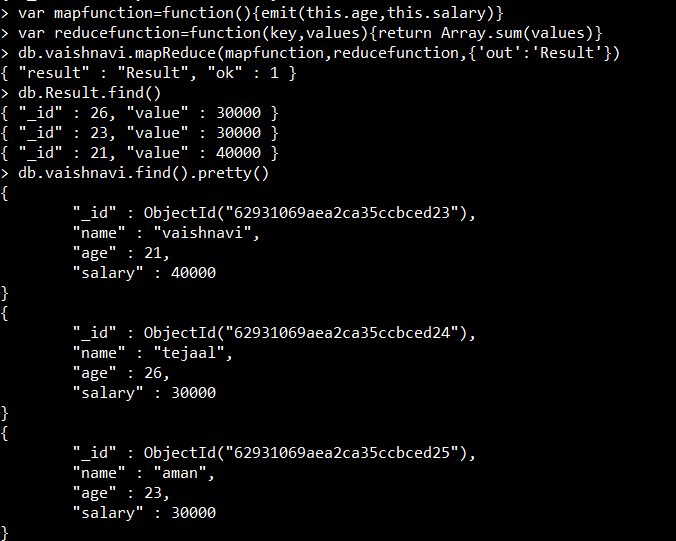 > var mapfunction=function(){emit(this.age,this.salary)}
> var reducefunction=function(key,values){return Array.sum(values)}
> db.vaishnavi.mapReduce(mapfunction,reducefunction,{'out':'Result'})
{ "result" : "Result", "ok" : 1 }
> db.Result.find()
{ "_id" : 26, "value" : 30000 }
{ "_id" : 23, "value" : 30000 }
{ "_id" : 21, "value" : 40000 }
> db.vaishnavi.find().pretty()
{
        "_id" : ObjectId("62931069aea2ca35ccbced23"),
        "name" : "vaishnavi",
        "age" : 21,
        "salary" : 40000
}
{
        "_id" : ObjectId("62931069aea2ca35ccbced24"),
        "name" : "tejaal",
        "age" : 26,
        "salary" : 30000
}
{
        "_id" : ObjectId("62931069aea2ca35ccbced25"),
        "name" : "aman",
        "age" : 23,
        "salary" : 30000
}